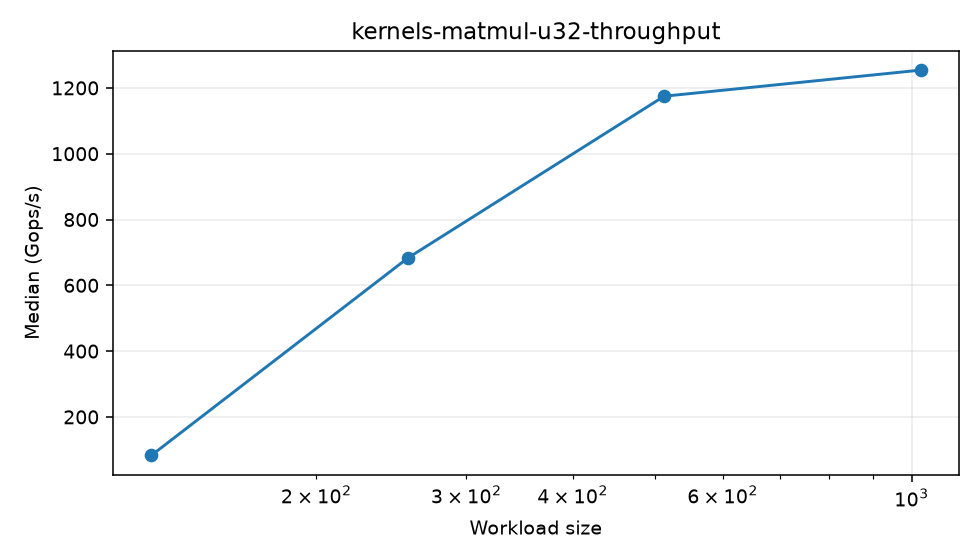 kernels-matmul-u32-throughput
Median (Gops/s)
1200
1000
800
600
400
200
2 × 10²
3 × 10²
4 × 10²
6 × 10²
10³
Workload size